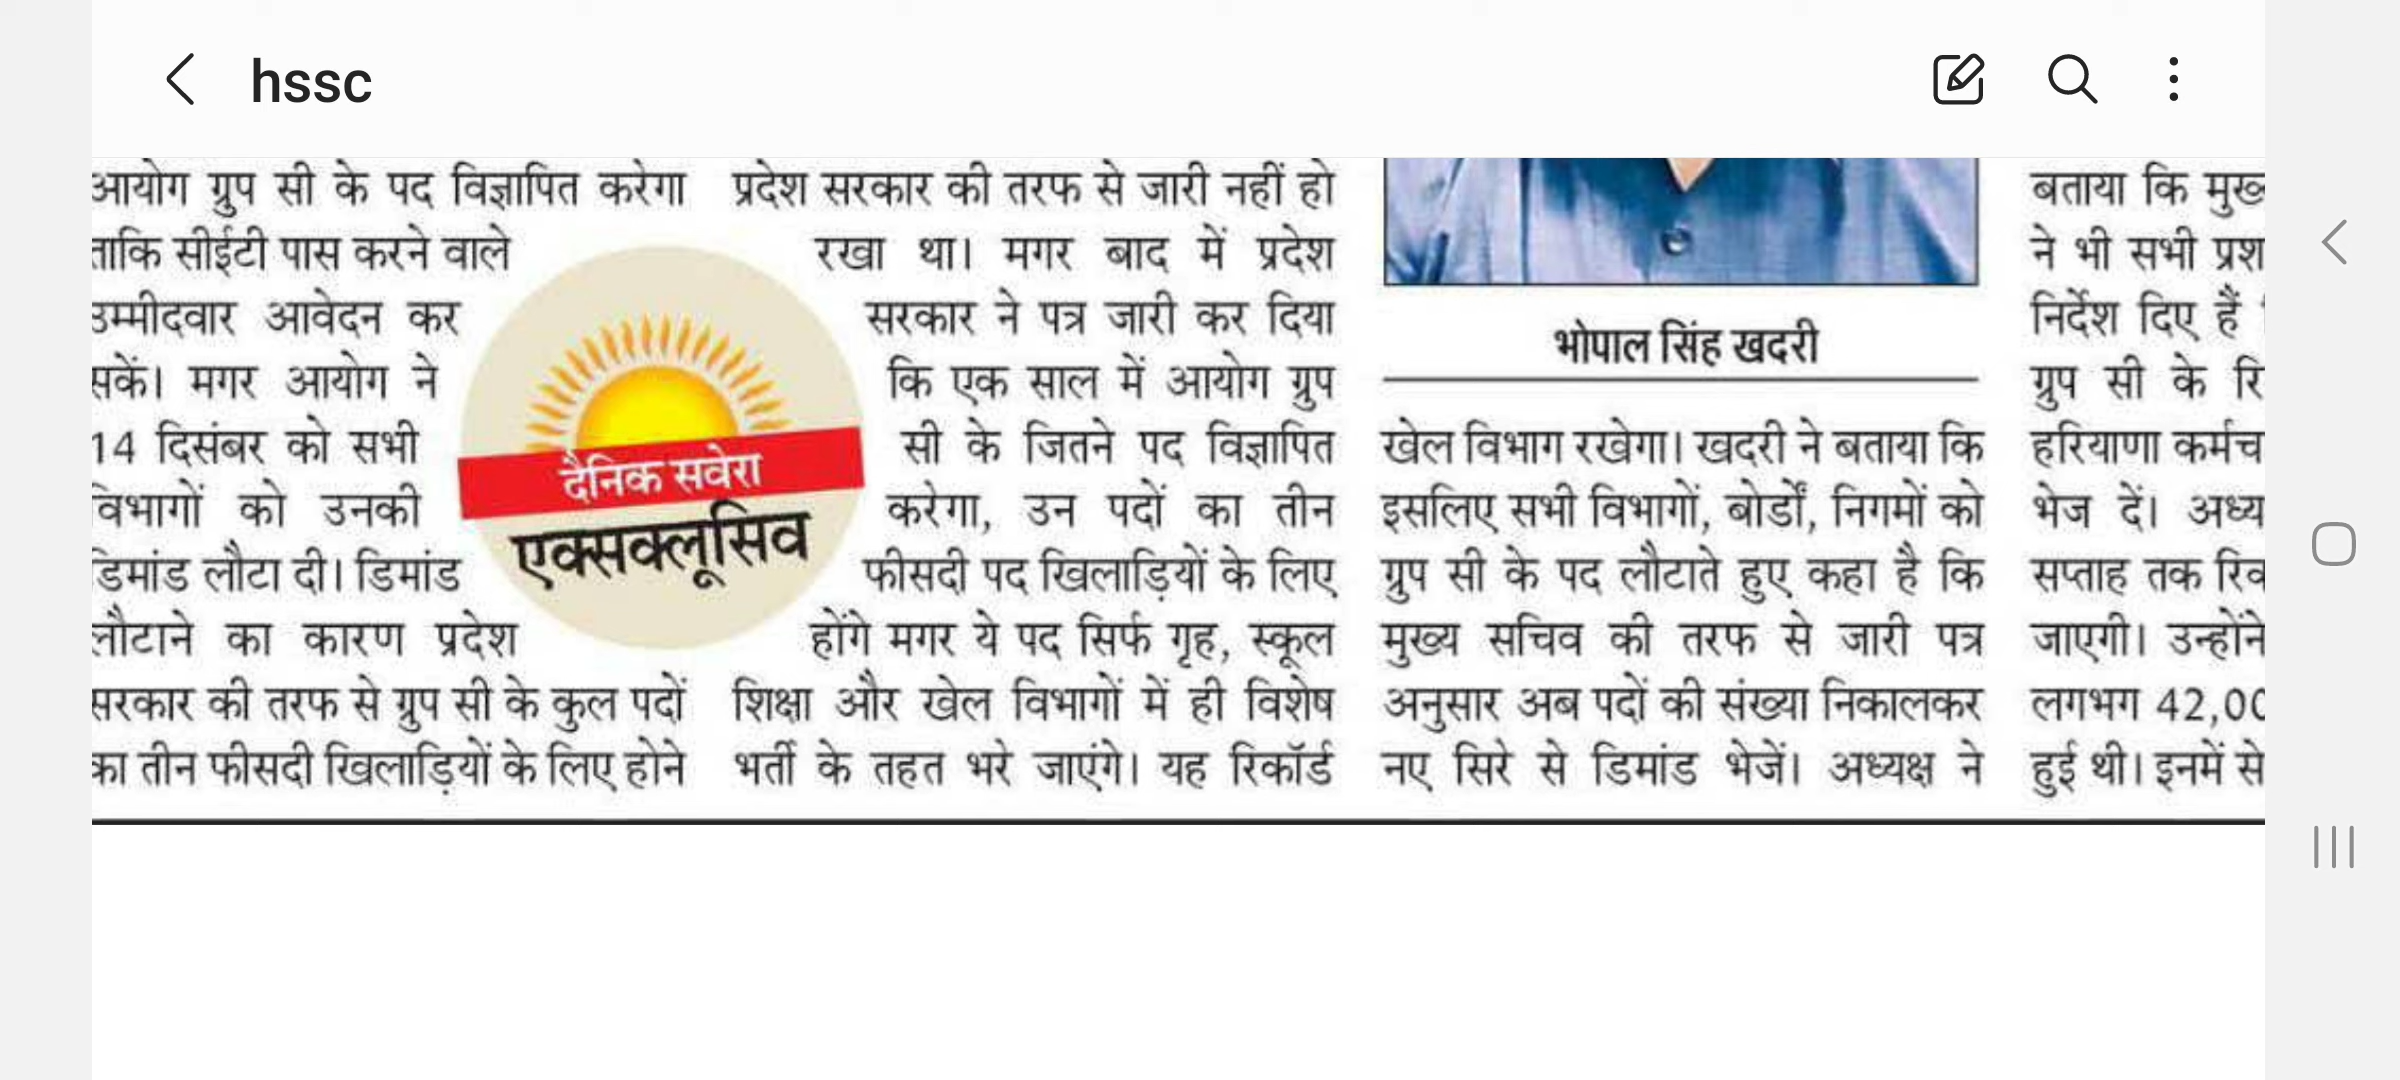 hssc
आयोग ग्रुप सी के पद विज्ञापित करेगा
ताकि सीईटी पास करने वाले
उम्मीदवार आवेदन कर
सकें। मगर आयोग ने
14 दिसंबर को सभी
विभागों को उनकी
डिमांड लौटा दी। डिमांड
लौटाने का कारण प्रदेश
सरकार की तरफ से ग्रुप सी के कुल पदों
का तीन फीसदी खिलाड़ियों के लिए होने
दैनिक सवेरा
एक्सक्लूसिव
प्रदेश सरकार की तरफ से जारी नहीं हो
रखा था। मगर बाद में प्रदेश
सरकार ने पत्र जारी कर दिया
कि एक साल में आयोग ग्रुप
सी के जितने पद विज्ञापित
करेगा, उन पदों का तीन
फीसदी पद खिलाड़ियों के लिए
होंगे मगर ये पद सिर्फ गृह, स्कूल
शिक्षा और खेल विभागों में ही विशेष
भर्ती के तहत भरे जाएंगे। यह रिकॉर्ड
भोपाल सिंह खदरी
खेल विभाग रखेगा। खदरी ने बताया कि
इसलिए सभी विभागों, बोर्डों, निगमों को
ग्रुप सी के पद लौटाते हुए कहा है कि
मुख्य सचिव की तरफ से जारी पत्र
अनुसार अब पदों की संख्या निकालकर
नए सिरे से डिमांड भेजें। अध्यक्ष ने
बताया कि
ने भी सभी
निर्देश दिए हैं
ग्रुप सी के
हरियाणा
भेज दें।
सप्ताह तक
जाएगी। उन्होंने
लगभग 42,00
हुई थी। इनमें से